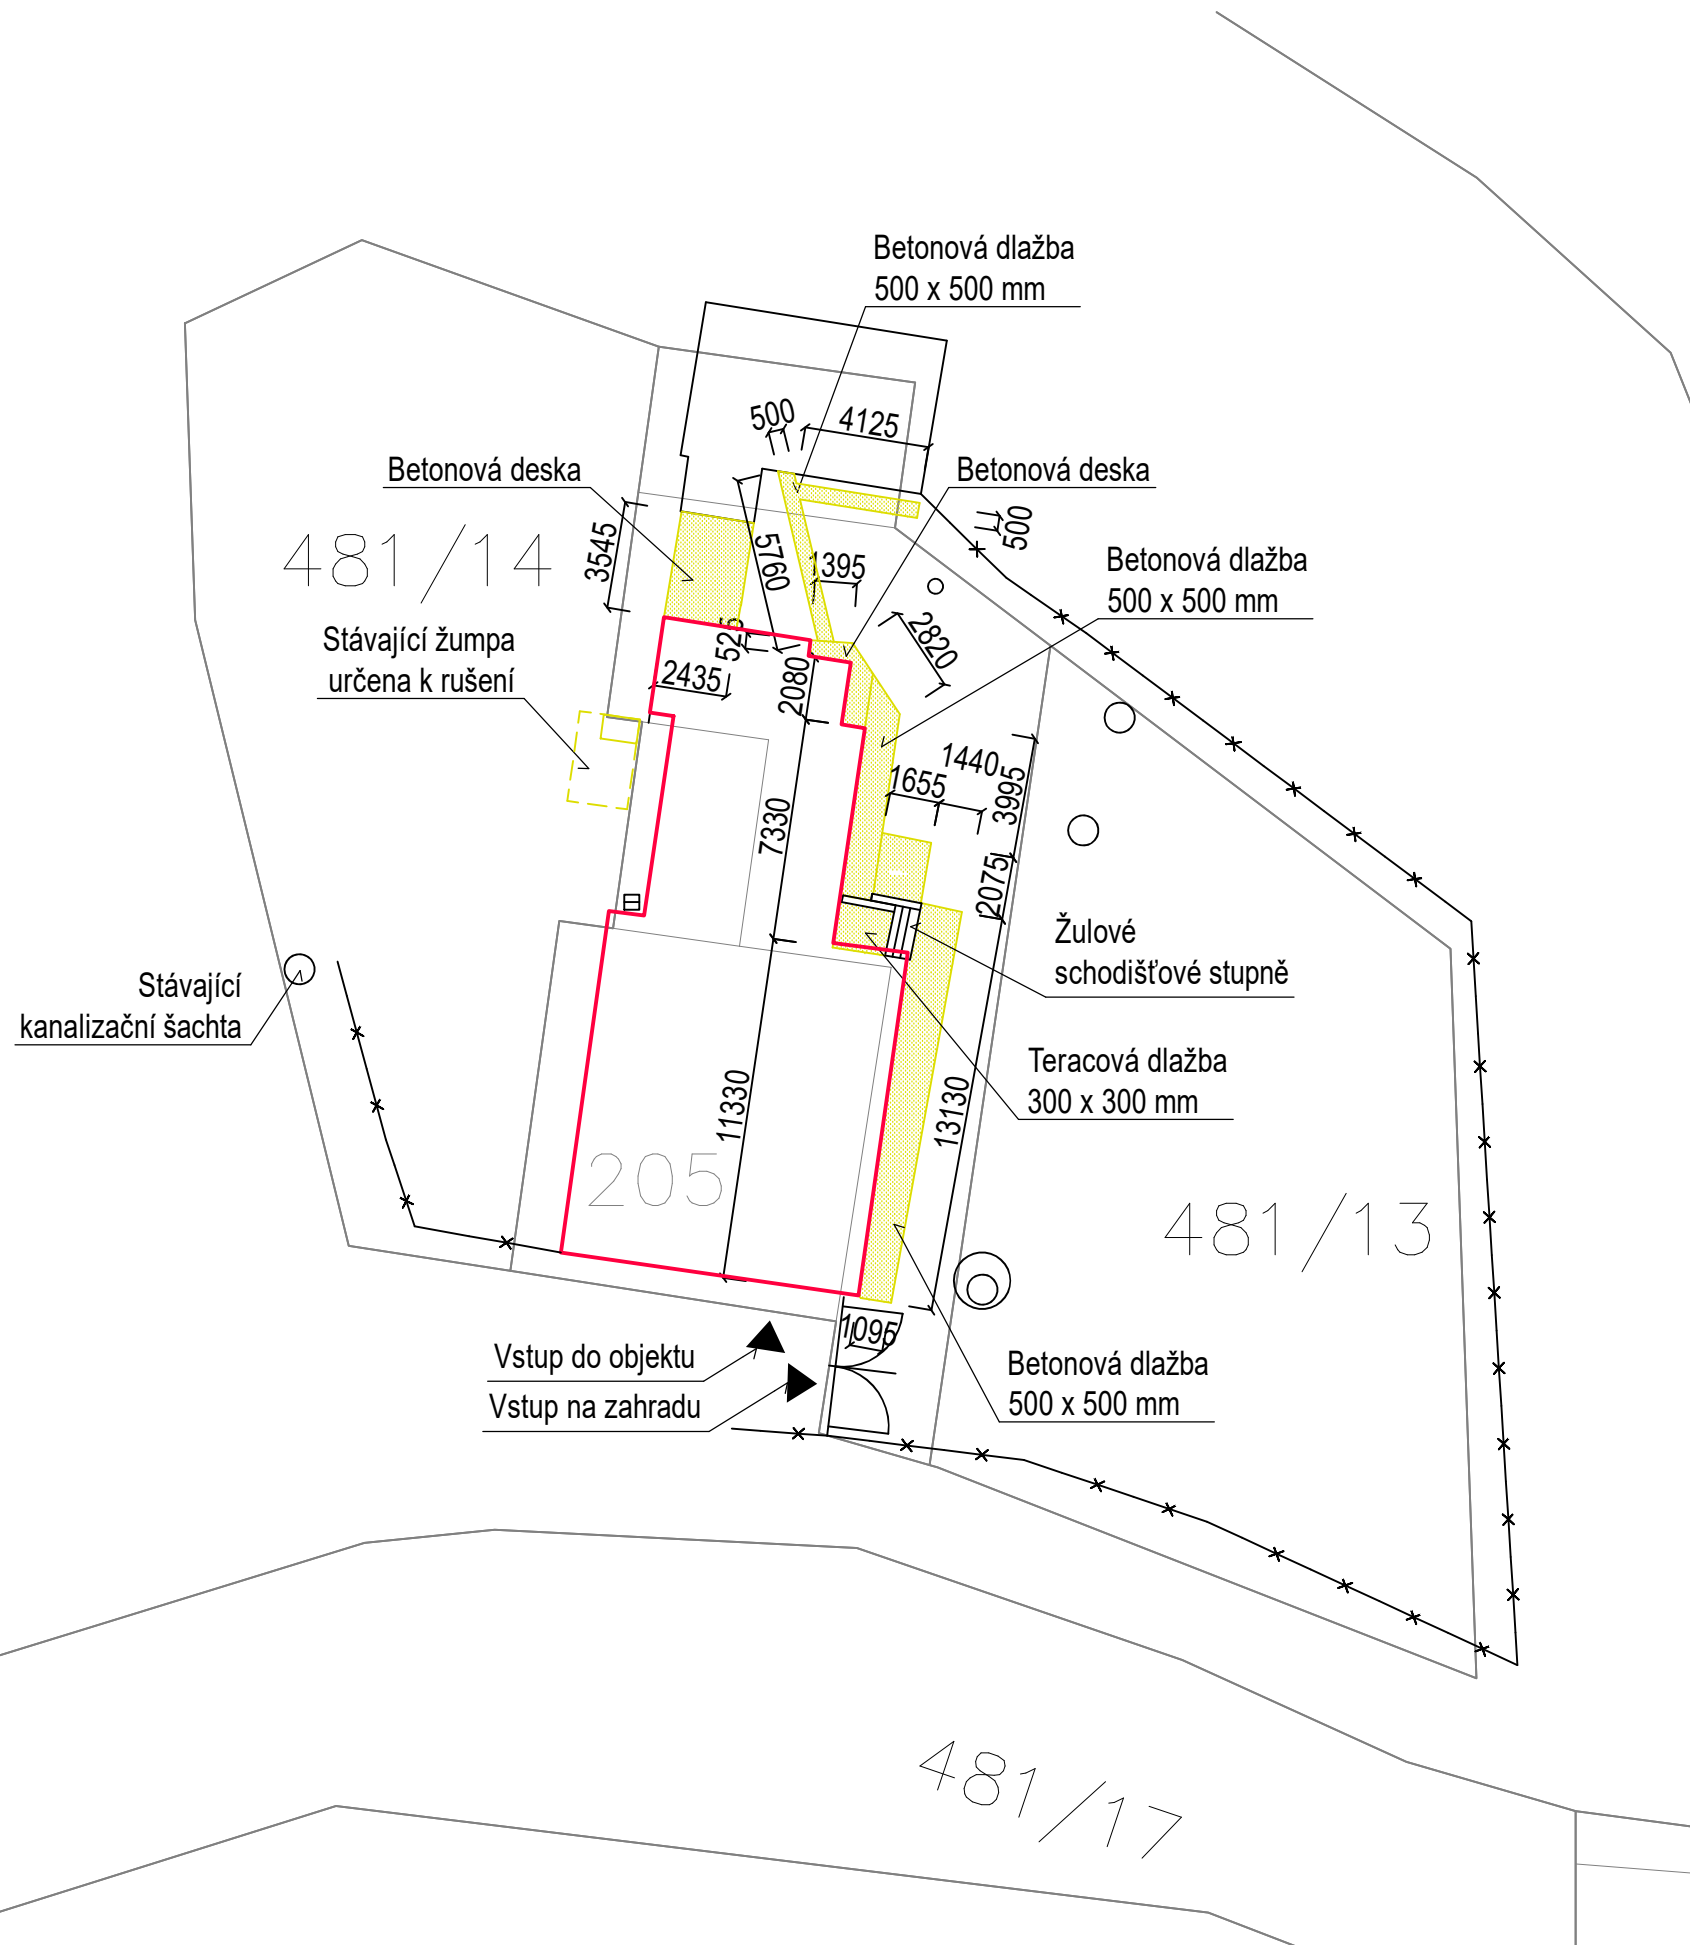 Betonová dlažba
500 x 500 mm
500
4125
Betonová deska
Betonová deska
500
481/14
3545
5760
1395
Betonová dlažba
500 x 500 mm
Stávající žumpa
určena k rušení
525
2820
2435
2080
1440
1655
3995
7330
2075
Žulové
schodišťové stupně
Stávající
kanalizační šachta
Teracová dlažba
300 x 300 mm
11330
13130
205
481/13
1095
Vstup do objektu
Betonová dlažba
500 x 500 mm
Vstup na zahradu
481/17